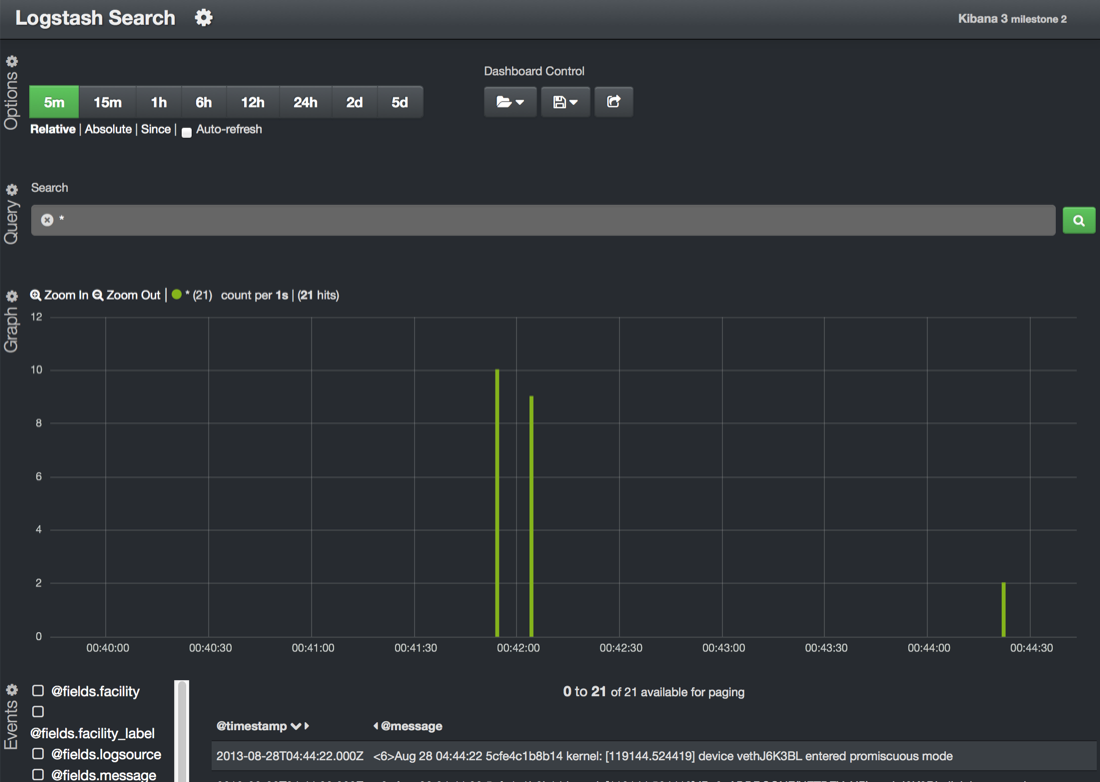 Logstash Search
Kibana 3 milestone 2
Options
Dashboard Control
5m 15m 1h 6h 12h 24h 2d 5d
Relative | Absolute | Since | Auto-refresh
Query
Search
*
Graph
Zoom In Zoom Out | * (21) count per 1s | (21 hits)
12
10
8
6
4
2
0
00:40:00 00:40:30 00:41:00 00:41:30 00:42:00 00:42:30 00:43:00 00:43:30 00:44:00 00:44:30
Events
@fields.facility
@fields.facility_label
@fields.logsource
@fields.message
0 to 21 of 21 available for paging
@timestamp @message
2013-08-28T04:44:22.000Z <6>Aug 28 04:44:22 5cfe4c1b8b14 kernel: [119144.524419] device vethJ6K3BL entered promiscuous mode